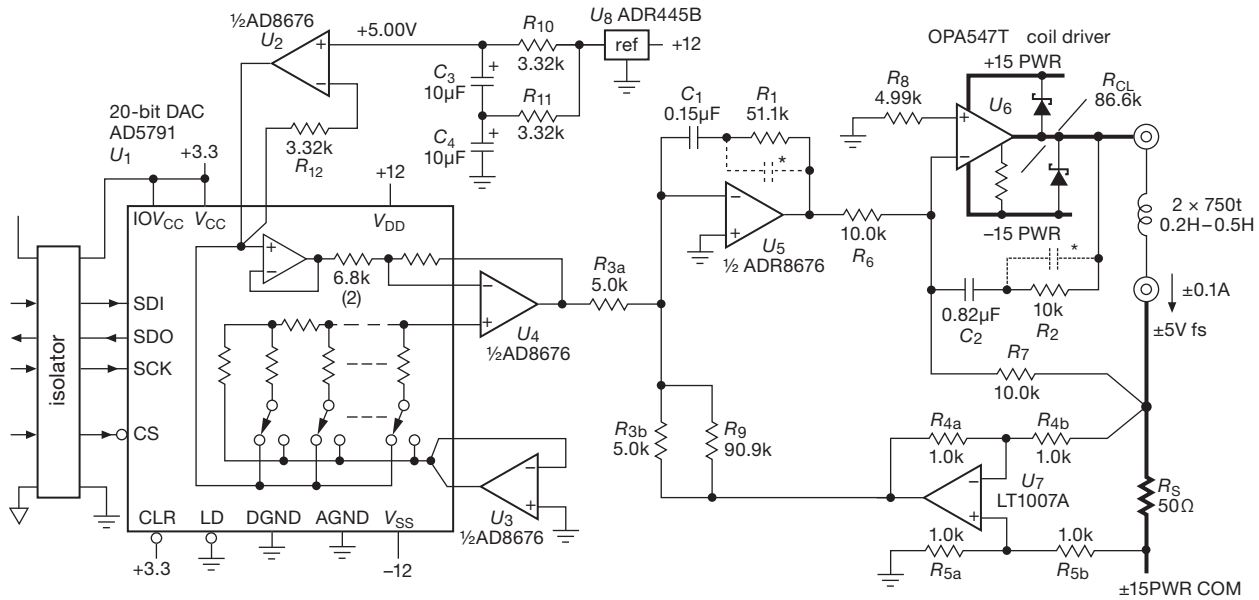 ½AD8676
U2
+5.00V
R10
3.32k
U8 ADR445B
ref
+12
C3
10µF
+
R11
3.32k
C4
10µF
+
3.32k
R12
20-bit DAC
AD5791
U1
+3.3
+12
IOVCC
VCC
VDD
isolator
SDI
SDO
SCK
CS
6.8k
(2)
U4
½AD8676
U3
½AD8676
CLR
LD
DGND
AGND
VSS
+3.3
−12
R3a
5.0k
C1
0.15µF
R1
51.1k
*
U5
½ ADR8676
10.0k
R6
R8
4.99k
OPA547T coil driver
+15 PWR
U6
RCL
86.6k
−15 PWR
2 × 750t
0.2H–0.5H
*
0.82µF
C2
10k
R2
±0.1A
±5V fs
R7
10.0k
R3b
5.0k
R9
90.9k
R4a
1.0k
R4b
1.0k
U7
LT1007A
RS
50Ω
1.0k
R5a
1.0k
R5b
±15PWR COM